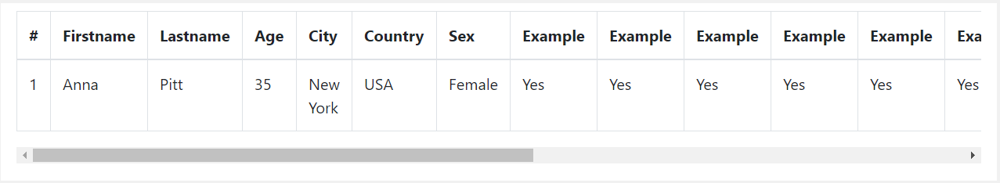 # Firstname Lastname Age City Country Sex Example Example Example Example Example Exa
1 Anna Pitt 35 New York USA Female Yes Yes Yes Yes Yes Yes